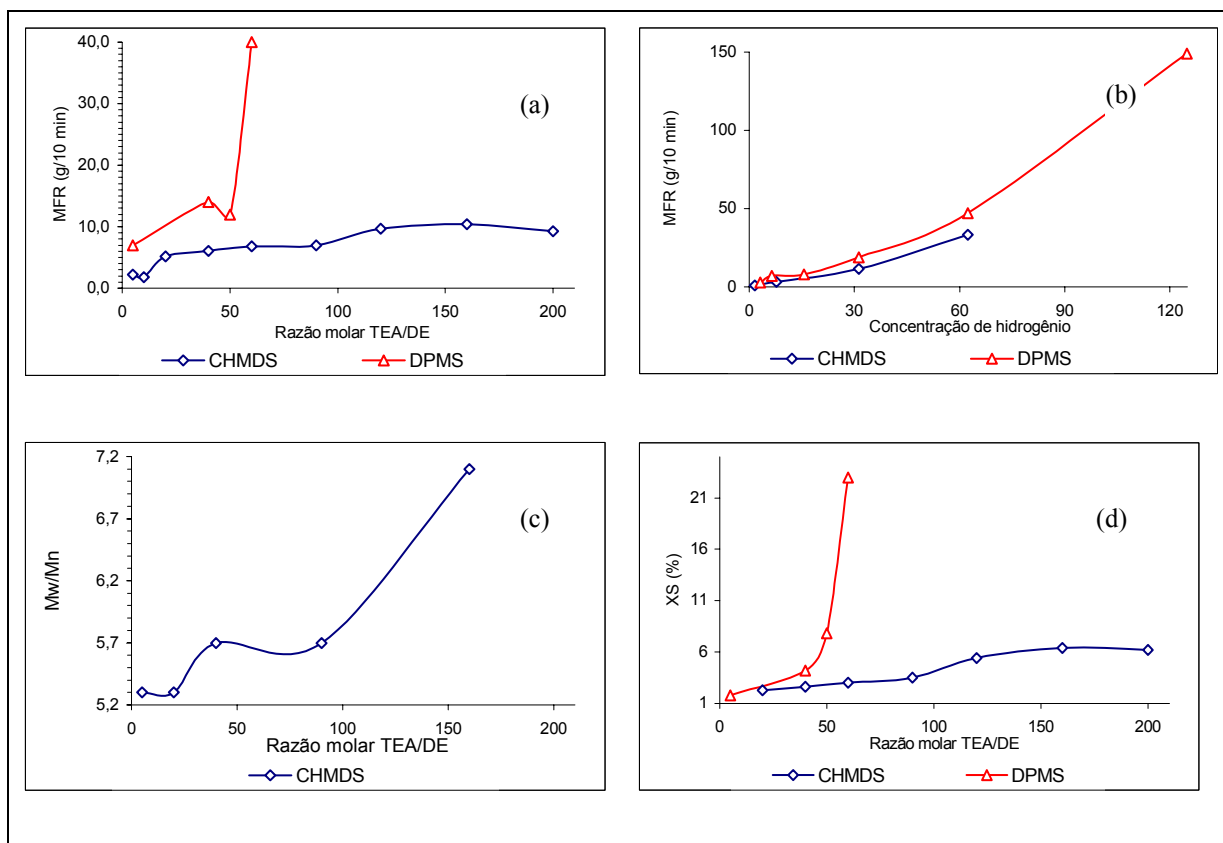 40,0
30,0
20,0
10,0
0,0
MFR (g/10 min)
0 50 100 150 200
Razão molar TEA/DE
CHMDS DPMS
(a)
150
100
50
0
MFR (g/10 min)
0 30 60 90 120
Concentração de hidrogênio
CHMDS DPMS
(b)
7,2
6,7
6,2
5,7
5,2
Mw/Mn
0 50 100 150 200
Razão molar TEA/DE
CHMDS
(c)
21
16
11
6
1
XS (%)
0 50 100 150 200
Razão molar TEA/DE
CHMDS DPMS
(d)